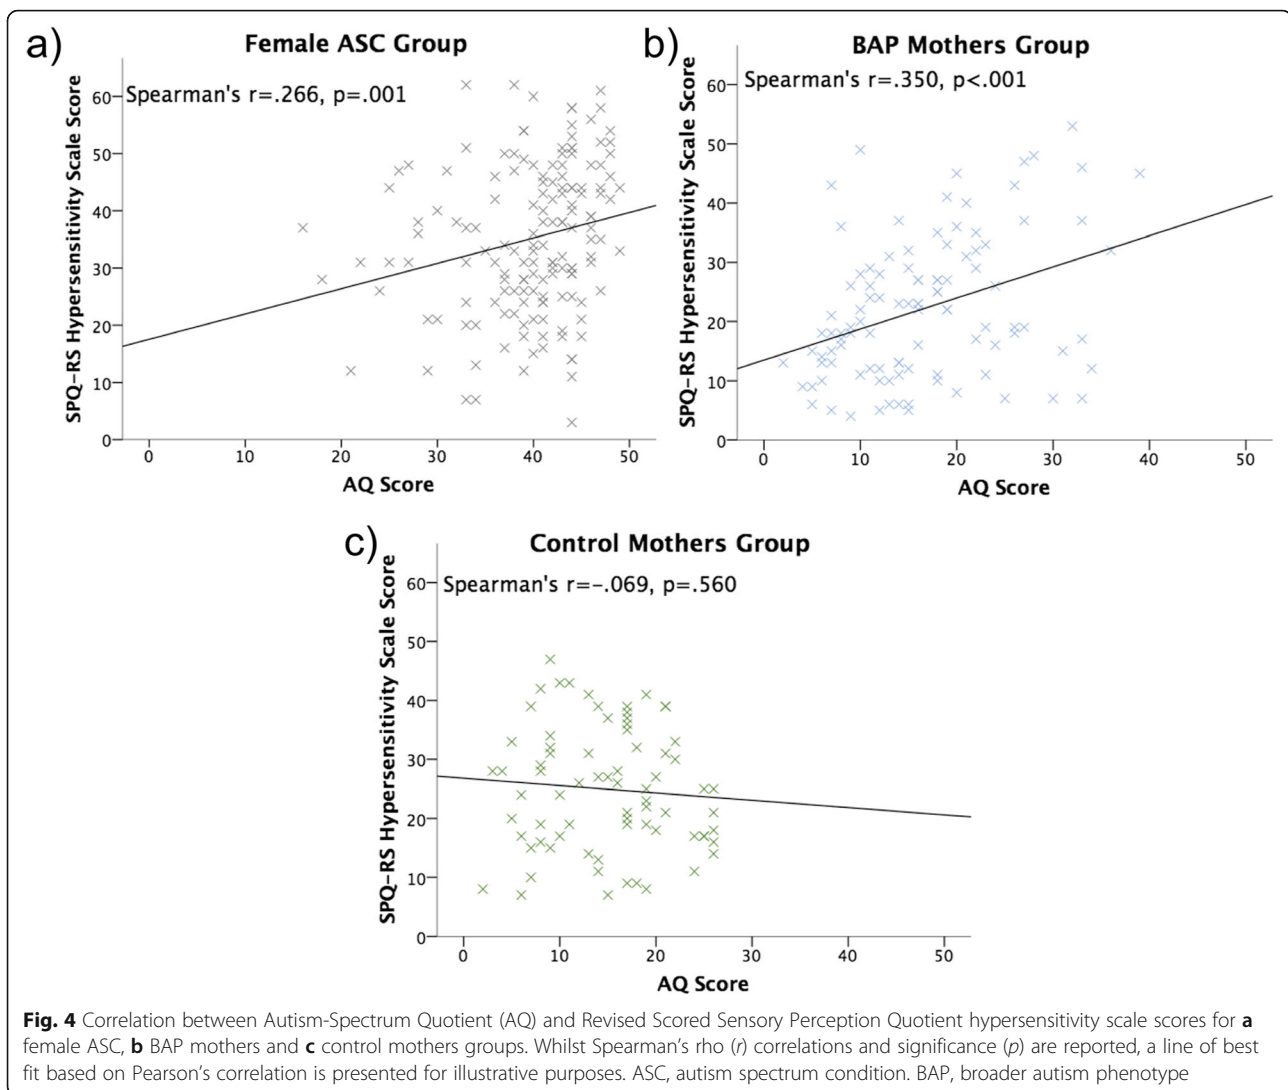 a)
Female ASC Group
Spearman's r=.266, p=.001
SPQ-RS Hypersensitivity Scale Score
60
50
40
30
20
10
0
0 10 20 30 40 50
AQ Score
b)
BAP Mothers Group
Spearman's r=.350, p<.001
SPQ-RS Hypersensitivity Scale Score
60
50
40
30
20
10
0
0 10 20 30 40 50
AQ Score
c)
Control Mothers Group
Spearman's r=-.069, p=.560
SPQ-RS Hypersensitivity Scale Score
60
50
40
30
20
10
0
0 10 20 30 40 50
AQ Score
Fig. 4 Correlation between Autism-Spectrum Quotient (AQ) and Revised Scored Sensory Perception Quotient hypersensitivity scale scores for a
female ASC, b BAP mothers and c control mothers groups. Whilst Spearman's rho (r) correlations and significance (p) are reported, a line of best
fit based on Pearson's correlation is presented for illustrative purposes. ASC, autism spectrum condition. BAP, broader autism phenotype